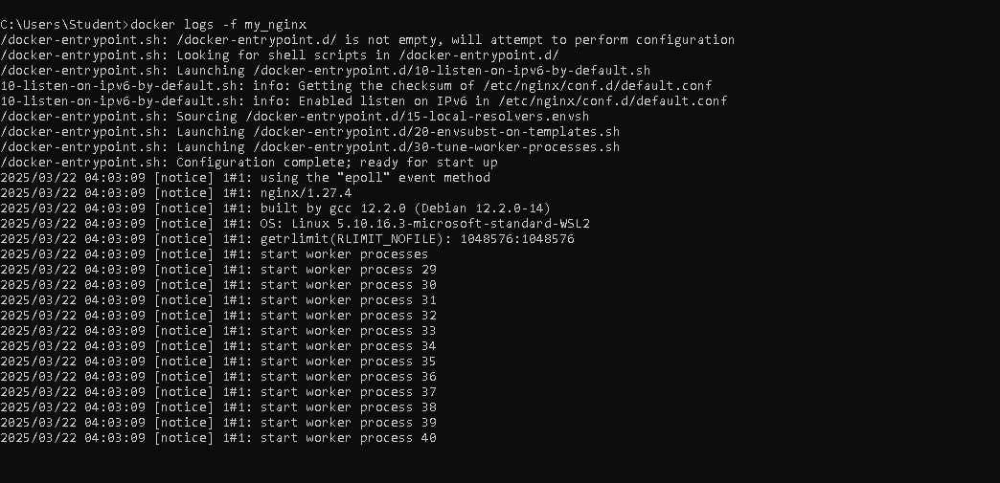 C:\Users\Student>docker logs -f my_nginx
/docker-entrypoint.sh: /docker-entrypoint.d/ is not empty, will attempt to perform configuration
/docker-entrypoint.sh: Looking for shell scripts in /docker-entrypoint.d/
/docker-entrypoint.sh: Launching /docker-entrypoint.d/10-listen-on-ipv6-by-default.sh
10-listen-on-ipv6-by-default.sh: info: Getting the checksum of /etc/nginx/conf.d/default.conf
10-listen-on-ipv6-by-default.sh: info: Enabled listen on IPv6 in /etc/nginx/conf.d/default.conf
/docker-entrypoint.sh: Sourcing /docker-entrypoint.d/15-local-resolvers.envsh
/docker-entrypoint.sh: Launching /docker-entrypoint.d/20-envsubst-on-templates.sh
/docker-entrypoint.sh: Launching /docker-entrypoint.d/30-tune-worker-processes.sh
/docker-entrypoint.sh: Configuration complete; ready for start up
2025/03/22 04:03:09 [notice] 1#1: using the "epoll" event method
2025/03/22 04:03:09 [notice] 1#1: nginx/1.27.4
2025/03/22 04:03:09 [notice] 1#1: built by gcc 12.2.0 (Debian 12.2.0-14)
2025/03/22 04:03:09 [notice] 1#1: OS: Linux 5.10.16.3-microsoft-standard-WSL2
2025/03/22 04:03:09 [notice] 1#1: getrlimit(RLIMIT_NOFILE): 1048576:1048576
2025/03/22 04:03:09 [notice] 1#1: start worker processes
2025/03/22 04:03:09 [notice] 1#1: start worker process 29
2025/03/22 04:03:09 [notice] 1#1: start worker process 30
2025/03/22 04:03:09 [notice] 1#1: start worker process 31
2025/03/22 04:03:09 [notice] 1#1: start worker process 32
2025/03/22 04:03:09 [notice] 1#1: start worker process 33
2025/03/22 04:03:09 [notice] 1#1: start worker process 34
2025/03/22 04:03:09 [notice] 1#1: start worker process 35
2025/03/22 04:03:09 [notice] 1#1: start worker process 36
2025/03/22 04:03:09 [notice] 1#1: start worker process 37
2025/03/22 04:03:09 [notice] 1#1: start worker process 38
2025/03/22 04:03:09 [notice] 1#1: start worker process 39
2025/03/22 04:03:09 [notice] 1#1: start worker process 40